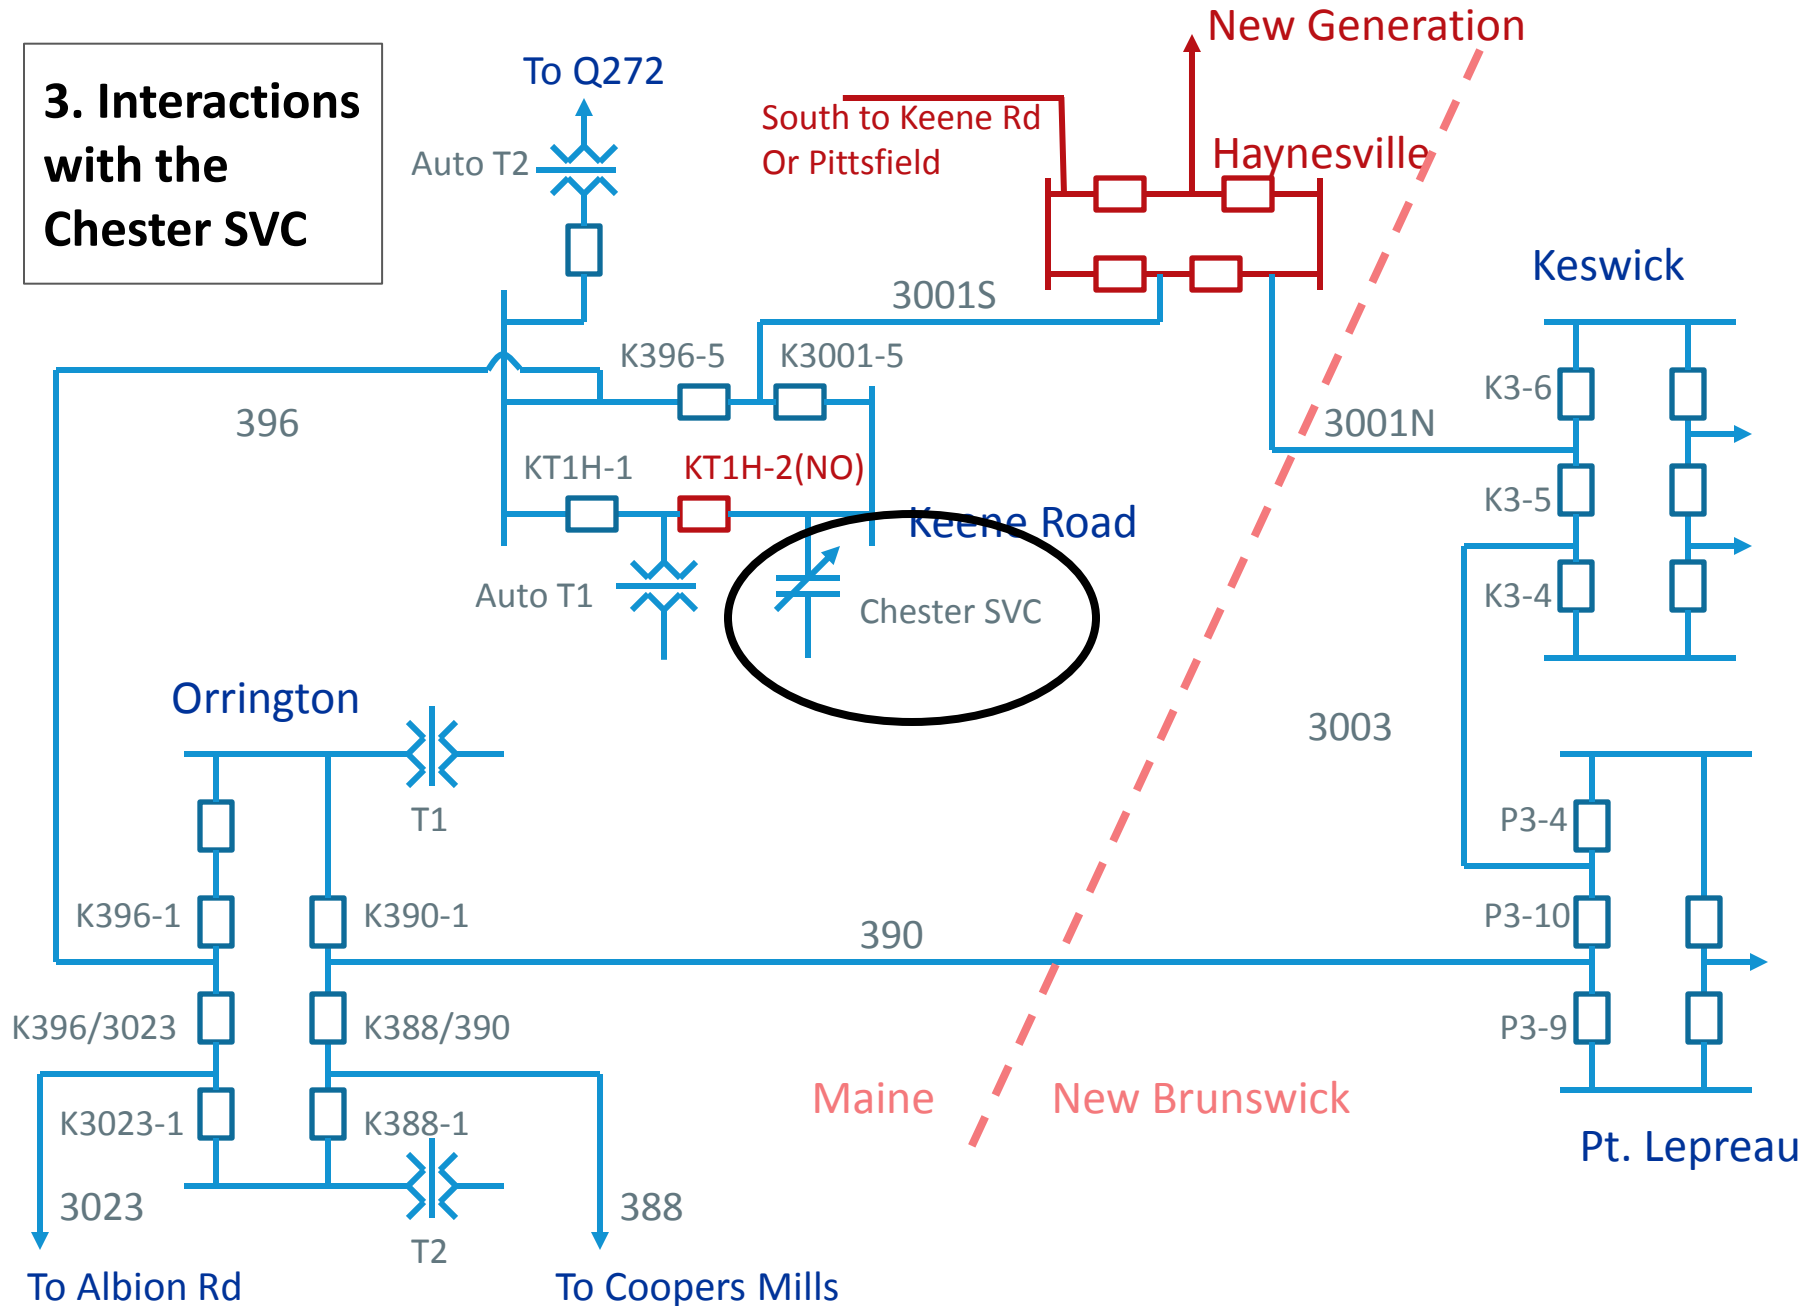 3. Interactions
with the
Chester SVC
To Q272
Auto T2
New Generation
South to Keene Rd
Or Pittsfield
Haynesville
Keswick
3001S
K396-5
K3001-5
396
K3-6
3001N
KT1H-1
KT1H-2(NO)
K3-5
Keene Road
Auto T1
Chester SVC
K3-4
Orrington
3003
T1
P3-4
K396-1
K390-1
390
P3-10
K396/3023
K388/390
P3-9
Maine
New Brunswick
K3023-1
K388-1
Pt. Lepreau
3023
388
T2
To Albion Rd
To Coopers Mills